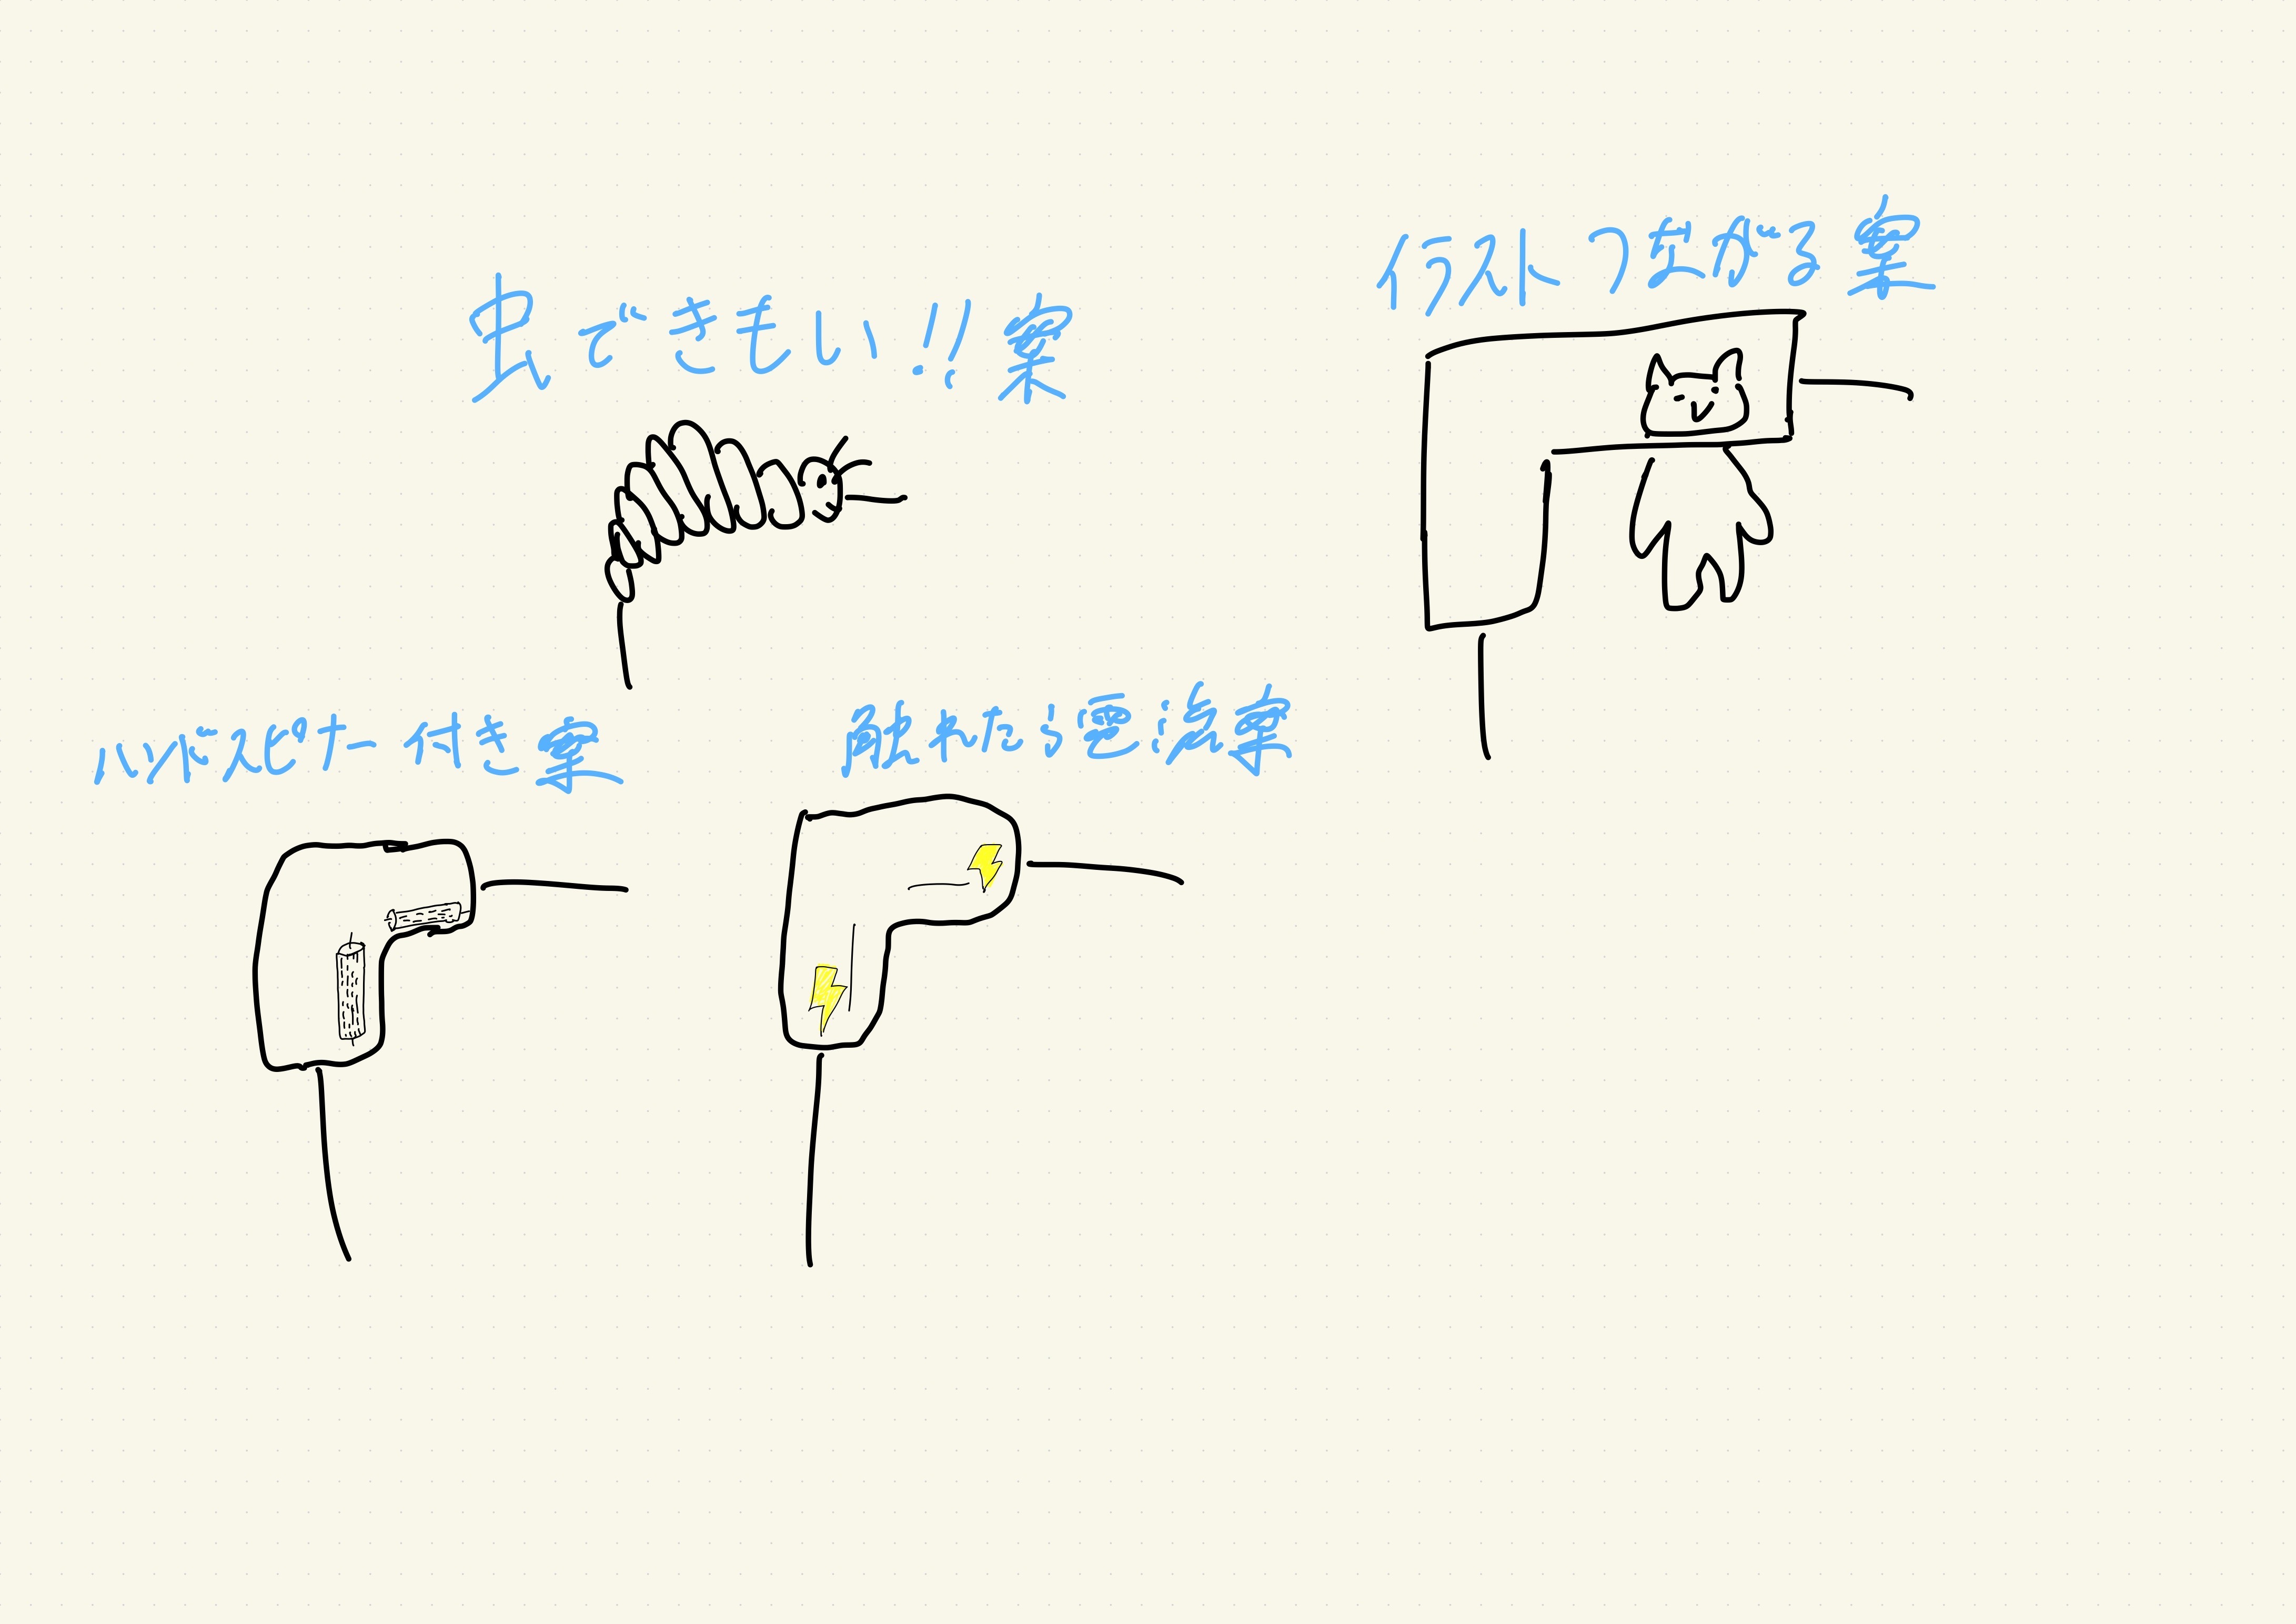 イラストつながる案
虫できもい!!案
ハンドスピナー付き案
触れたら電流案